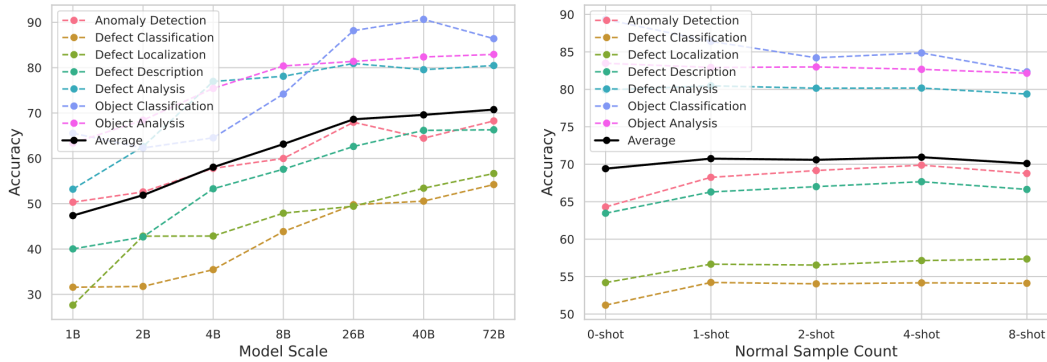 90
80
70
60
50
40
30
Accuracy
Anomaly Detection
Defect Classification
Defect Localization
Defect Description
Defect Analysis
Object Classification
Object Analysis
Average
1B
2B
4B
8B
26B
40B
72B
Model Scale
90
85
80
75
70
65
60
55
50
Accuracy
Anomaly Detection
Defect Classification
Defect Localization
Defect Description
Defect Analysis
Object Classification
Object Analysis
Average
0-shot
1-shot
2-shot
4-shot
8-shot
Normal Sample Count